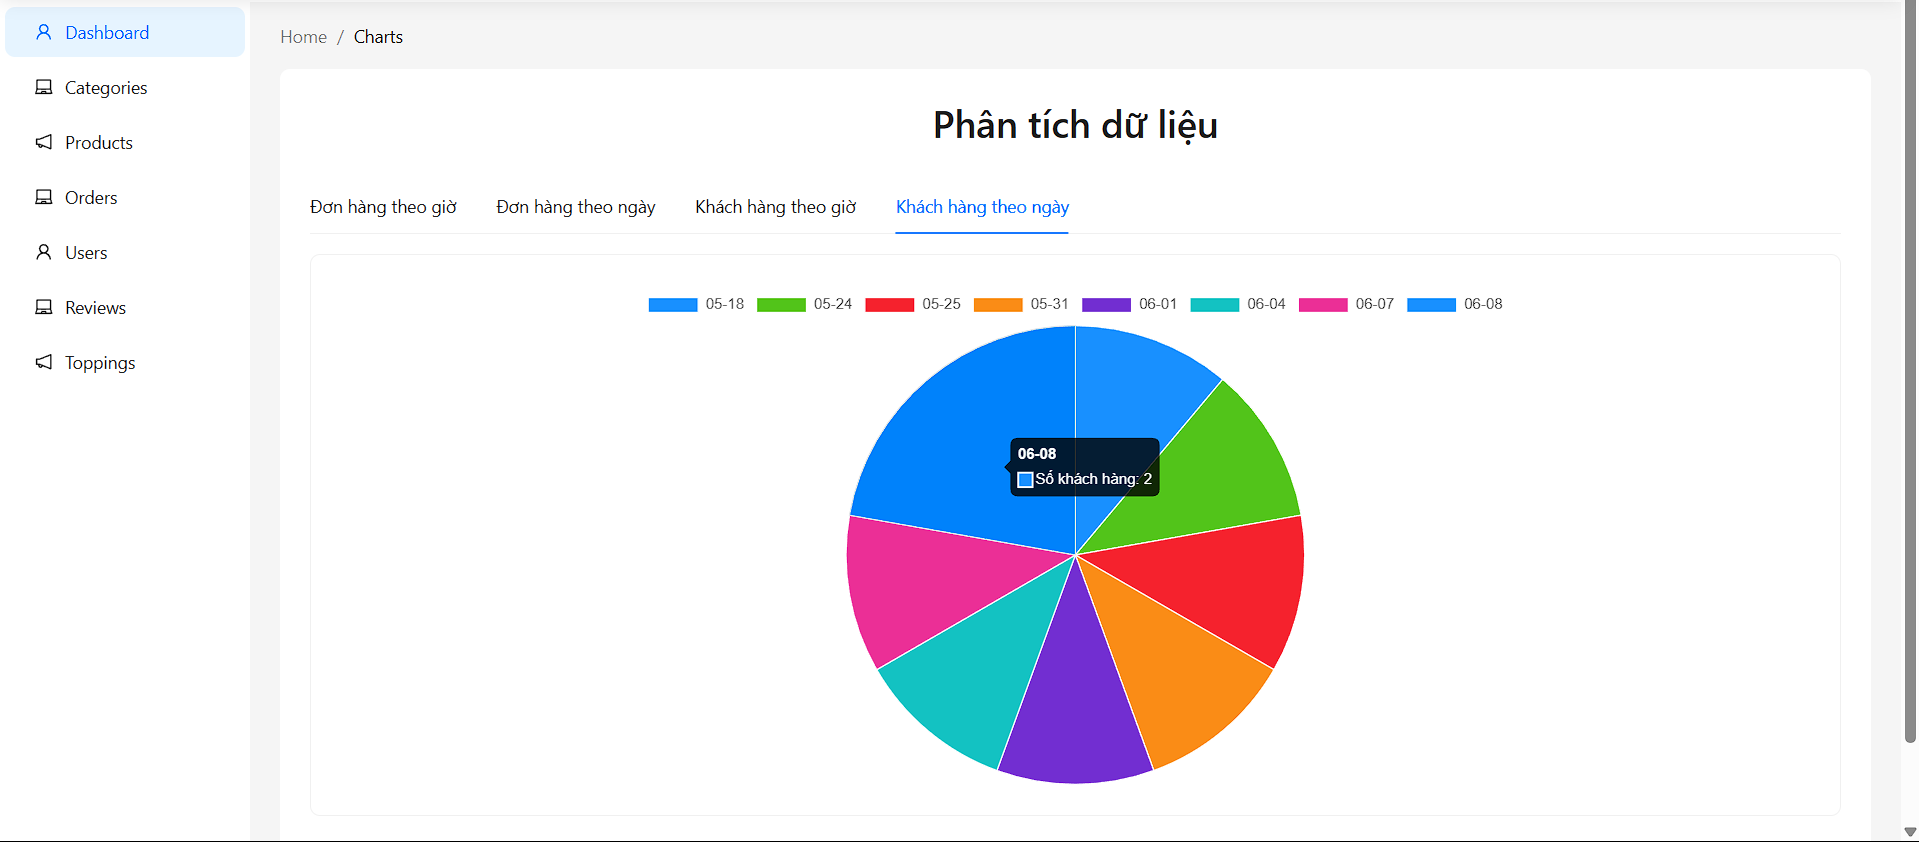 Dashboard
Categories
Products
Orders
Users
Reviews
Toppings
Home / Charts
Phân tích dữ liệu
Đơn hàng theo giờ Đơn hàng theo ngày Khách hàng theo giờ Khách hàng theo ngày
05-18 05-24 05-25 05-31 06-01 06-04 06-07 06-08
06-08
Số khách hàng: 2